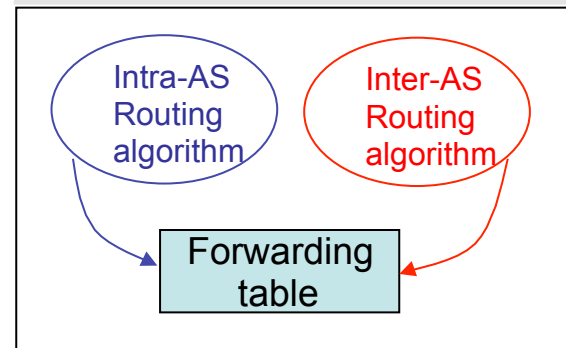 Intra-AS
Routing
algorithm
Inter-AS
Routing
algorithm
Forwarding
table